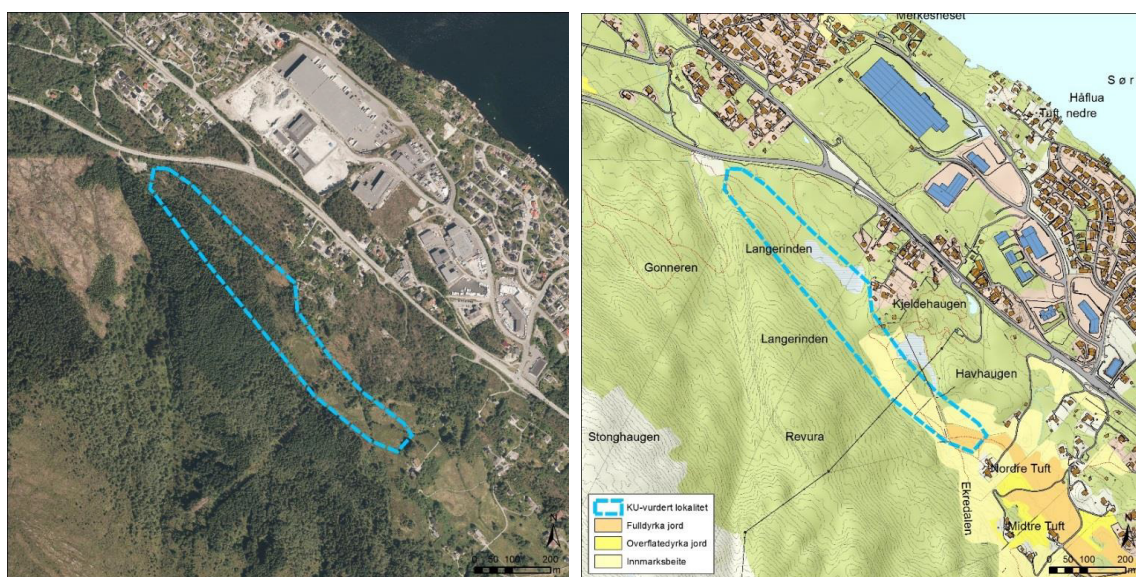 N
0 50 100 200
m
Merkesneset
S ø r
Håflua
Tuft, nedre
Langerinden
Gonneren
Kjeldehaugen
Langerinden
Havhaugen
Stonghaugen
Revura
Nordre Tuft
Ekredalen
Midtre Tuft
KU-vurdert lokalitet
Fulldyrka jord
Overflatedyrka jord
Innmarksbeite
N
0 50 100 200
m